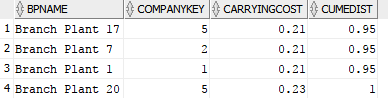 BPNAME COMPANYKEY CARRYINGCOST CUMEDIST
1 Branch Plant 17 5 0.21 0.95
2 Branch Plant 7 2 0.21 0.95
3 Branch Plant 1 1 0.21 0.95
4 Branch Plant 20 5 0.23 1